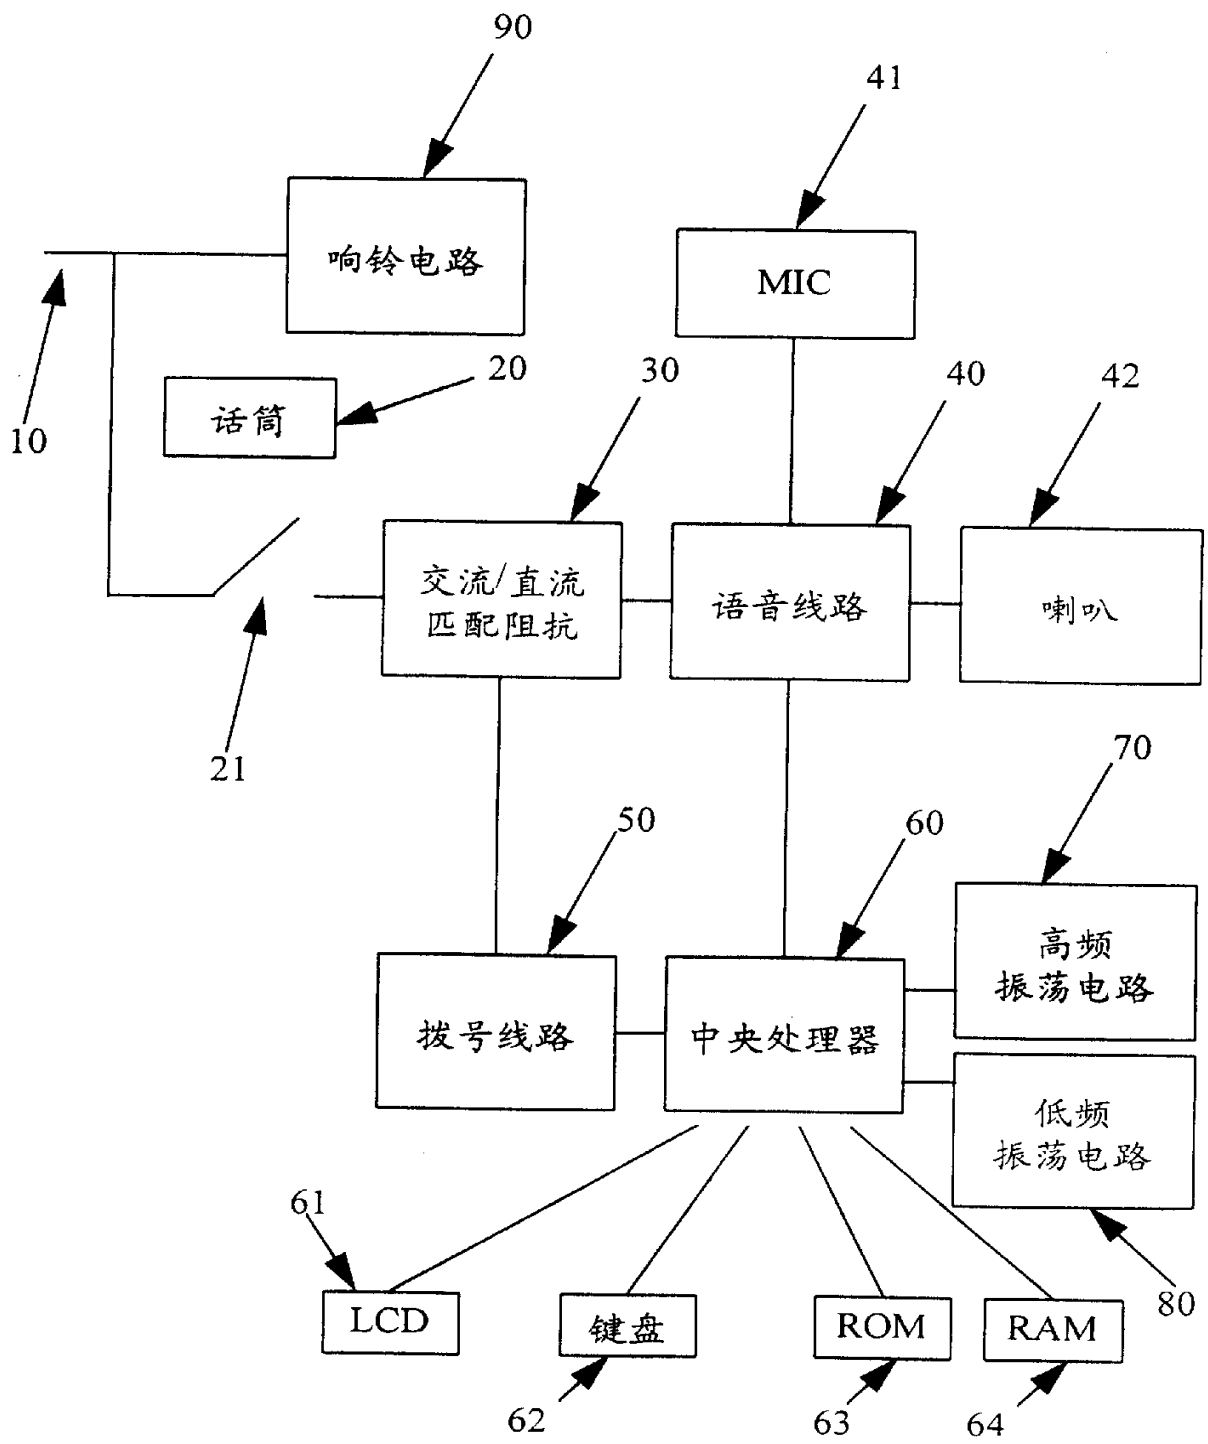 90
41
响铃电路
MIC
10
20
30
40
42
话筒
交流/直流
匹配阻抗
语音线路
喇叭
21
70
50
60
高频
振荡电路
拨号线路
中央处理器
低频
振荡电路
61
80
LCD
键盘
ROM
RAM
62
63
64